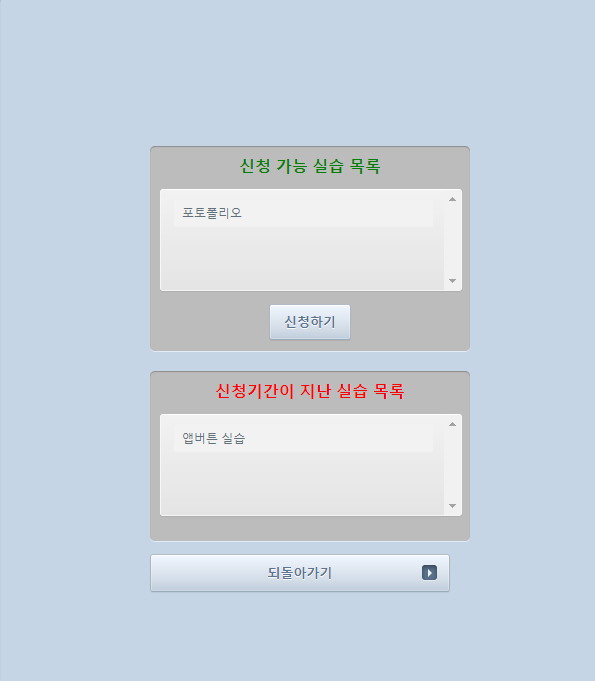 신청 가능 실습 목록
포토폴리오
신청하기
신청기간이 지난 실습 목록
앱버튼 실습
되돌아가기